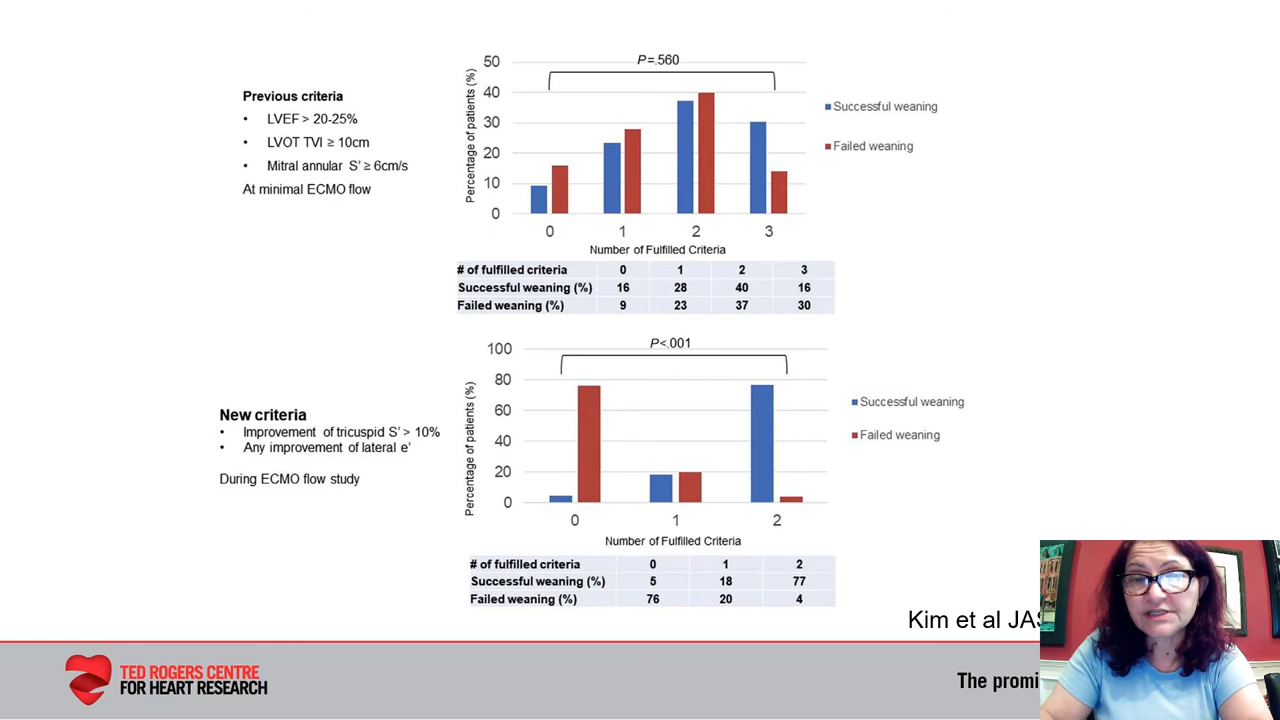 Previous criteria
• LVEF > 20-25%
• LVOT TVI ≥ 10cm
• Mitral annular S' ≥ 6cm/s
At minimal ECMO flow
P=.560
Percentage of patients (%)
50
40
30
20
10
0
0 1 2 3
Number of Fulfilled Criteria
Successful weaning
Failed weaning
# of fulfilled criteria 0 1 2 3
Successful weaning (%) 16 28 40 16
Failed weaning (%) 9 23 37 30
New criteria
• Improvement of tricuspid S' > 10%
• Any improvement of lateral e'
During ECMO flow study
P<.001
Percentage of patients (%)
100
80
60
40
20
0
0 1 2
Number of Fulfilled Criteria
Successful weaning
Failed weaning
# of fulfilled criteria 0 1 2
Successful weaning (%) 5 18 77
Failed weaning (%) 76 20 4
Kim et al
TED ROGERS CENTRE
FOR HEART RESEARCH
The